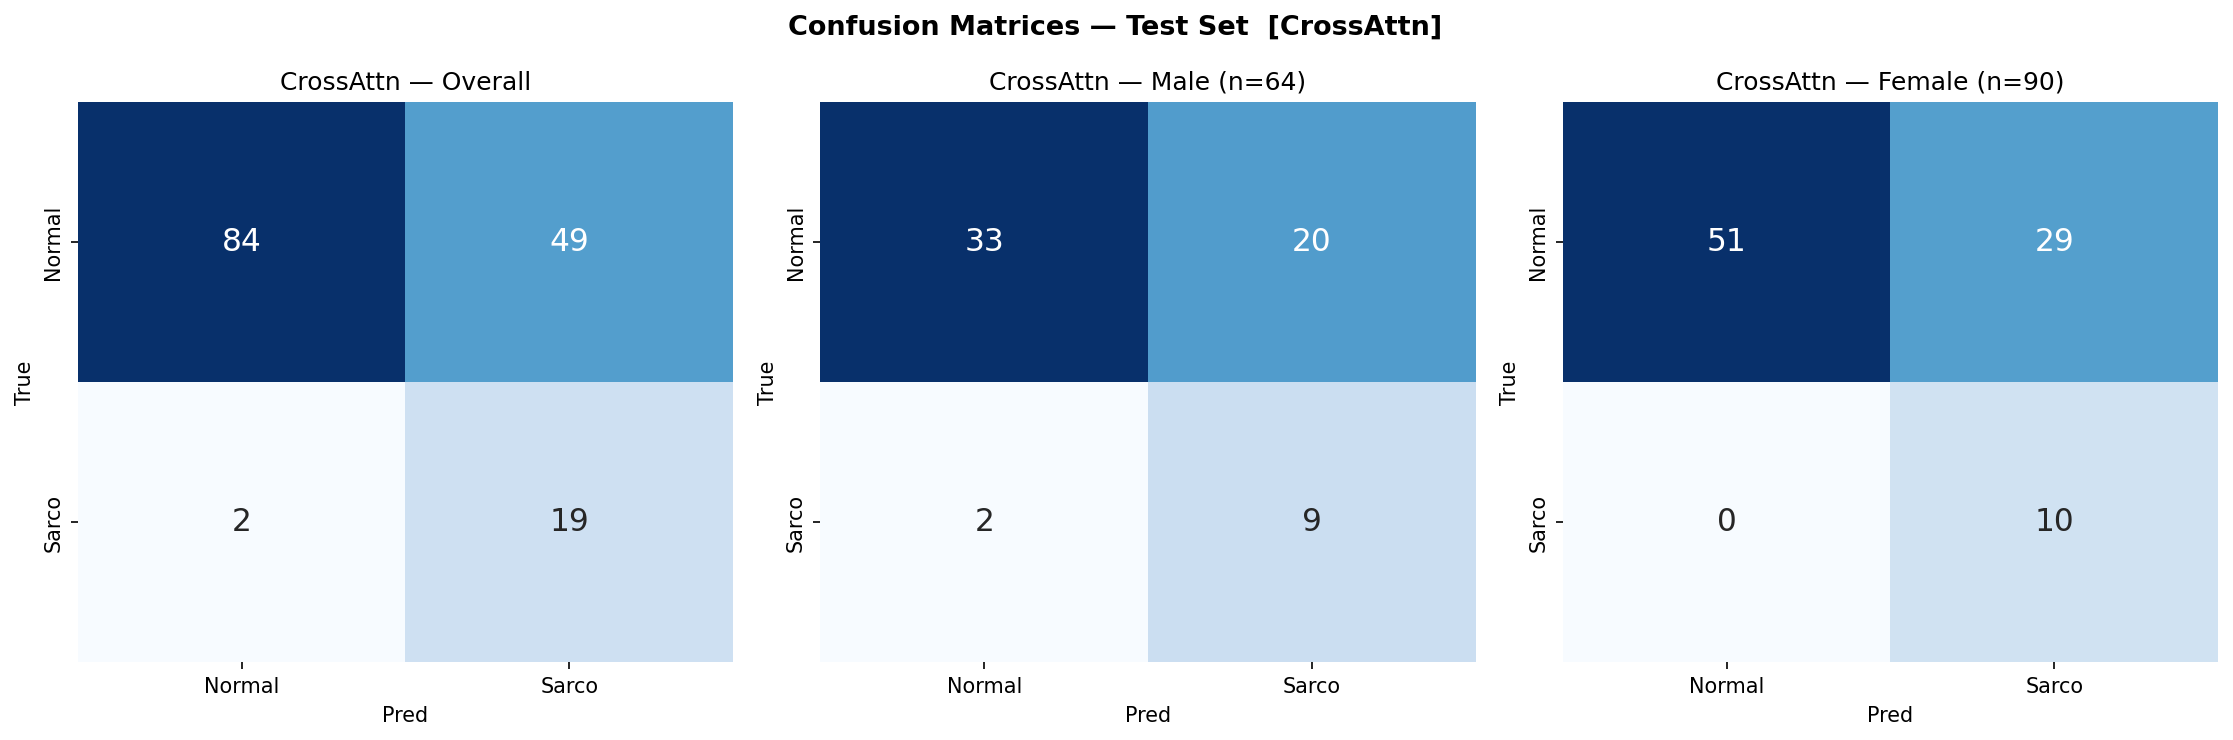 Confusion Matrices — Test Set [CrossAttn]
CrossAttn — Overall
True
Normal
Sarco
84
49
2
19
Normal
Sarco
Pred
CrossAttn — Male (n=64)
True
Normal
Sarco
33
20
2
9
Normal
Sarco
Pred
CrossAttn — Female (n=90)
True
Normal
Sarco
51
29
0
10
Normal
Sarco
Pred